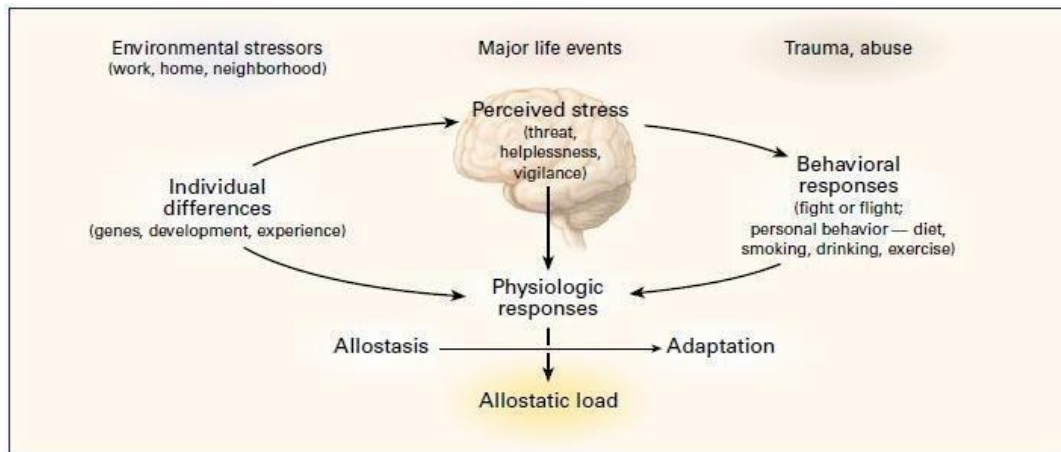 Environmental stressors
(work, home, neighborhood)
Major life events
Trauma, abuse
Perceived stress
(threat,
helplessness,
vigilance)
Individual
differences
(genes, development, experience)
Behavioral
responses
(fight or flight;
personal behavior — diet,
smoking, drinking, exercise)
Physiologic
responses
Allostasis
Adaptation
Allostatic load